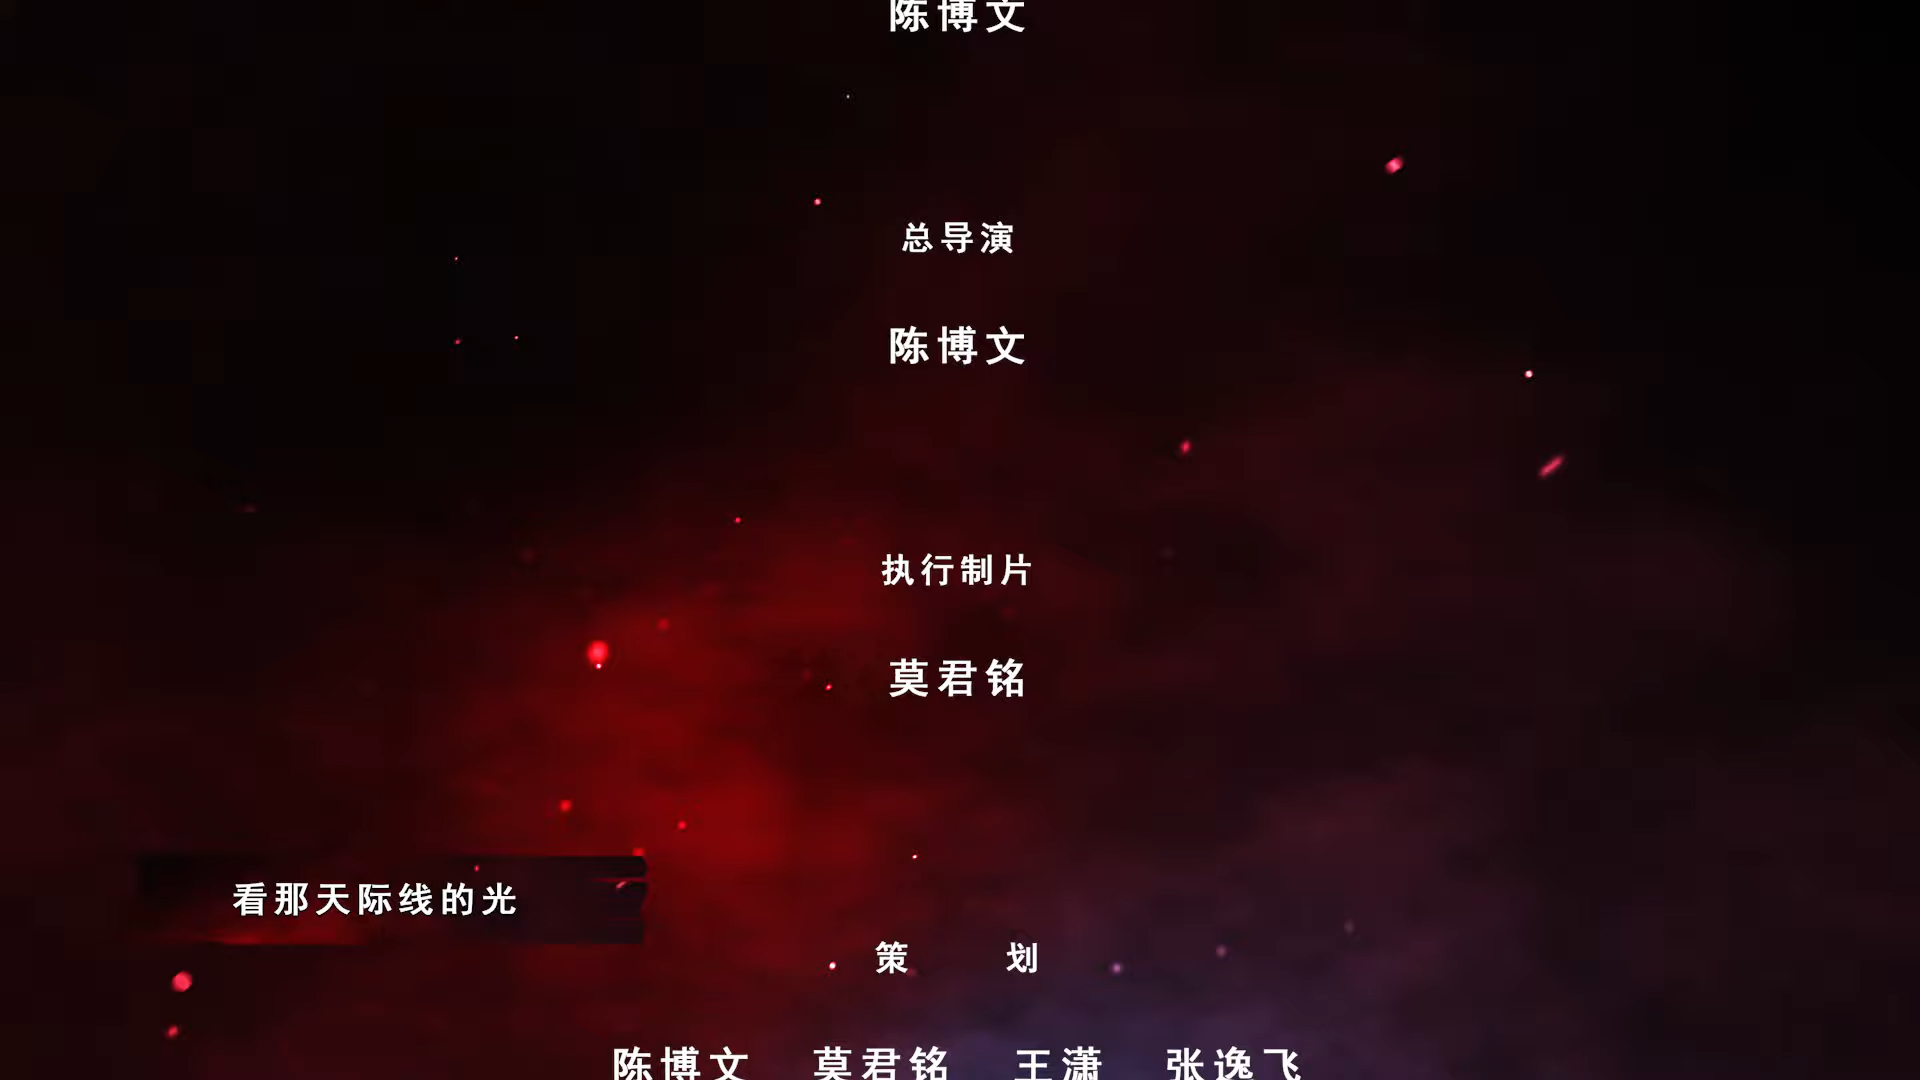 陈博文
总导演
陈博文
执行制片
莫君铭
看那天际线的光
策 划
陈博文 莫君铭 王潇 张逸飞